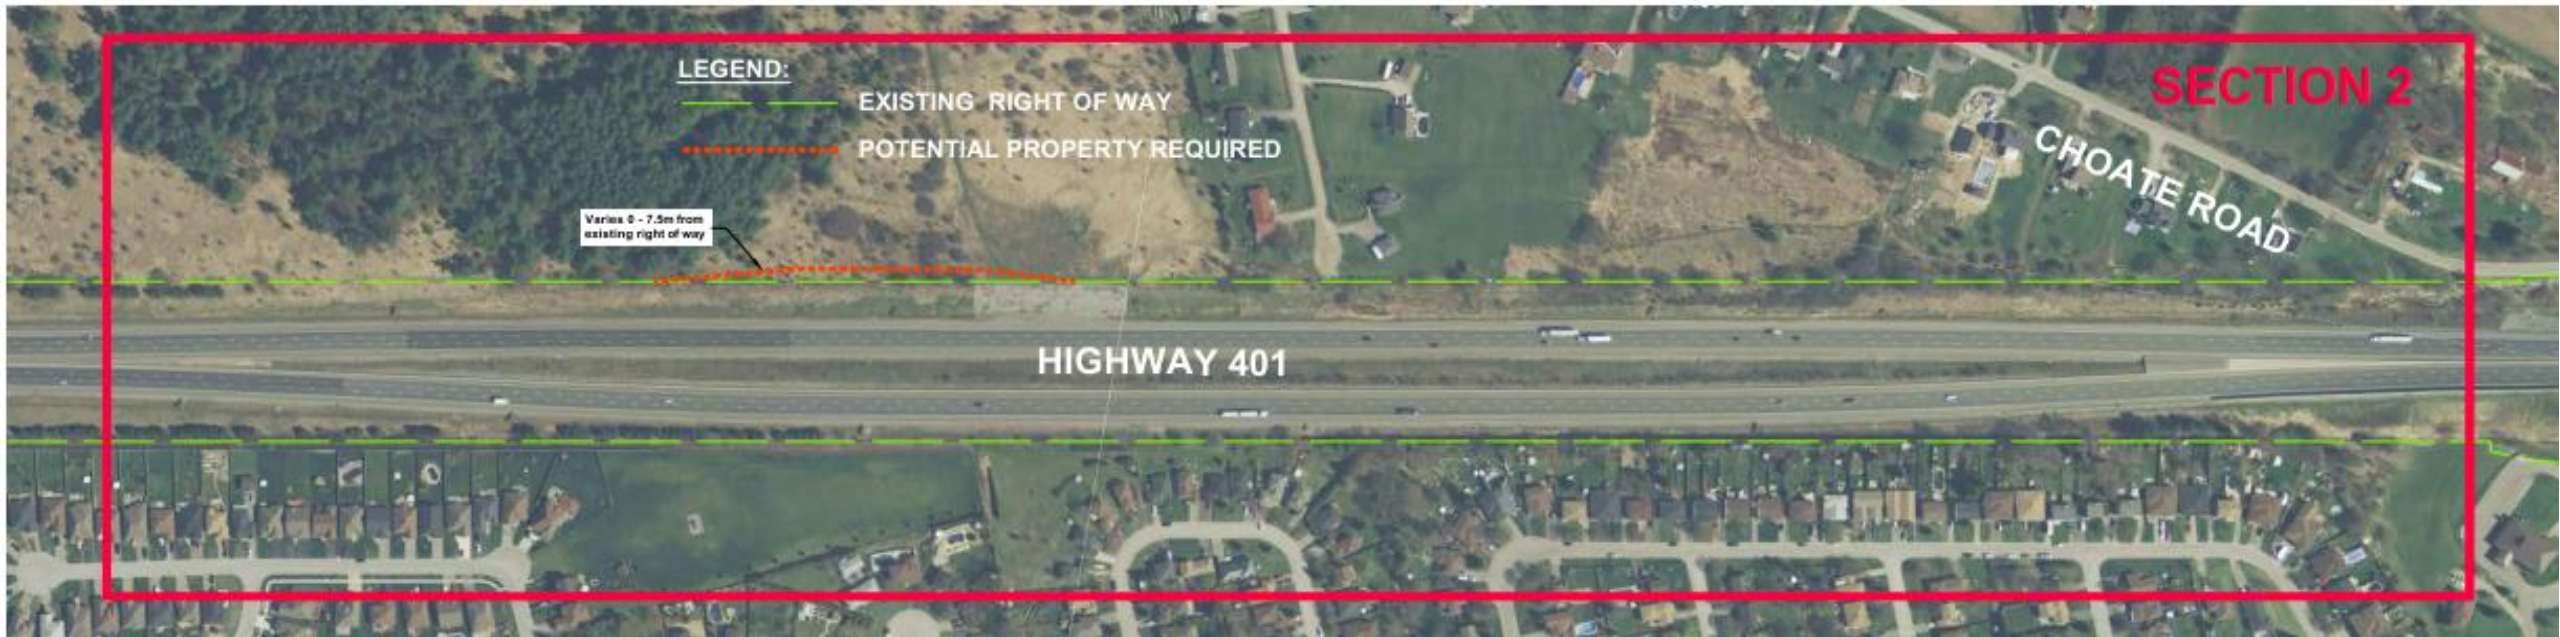 LEGEND:
EXISTING RIGHT OF WAY
POTENTIAL PROPERTY REQUIRED
SECTION 2
CHOATE ROAD
Varies 0 - 7.5m from
existing right of way
HIGHWAY 401